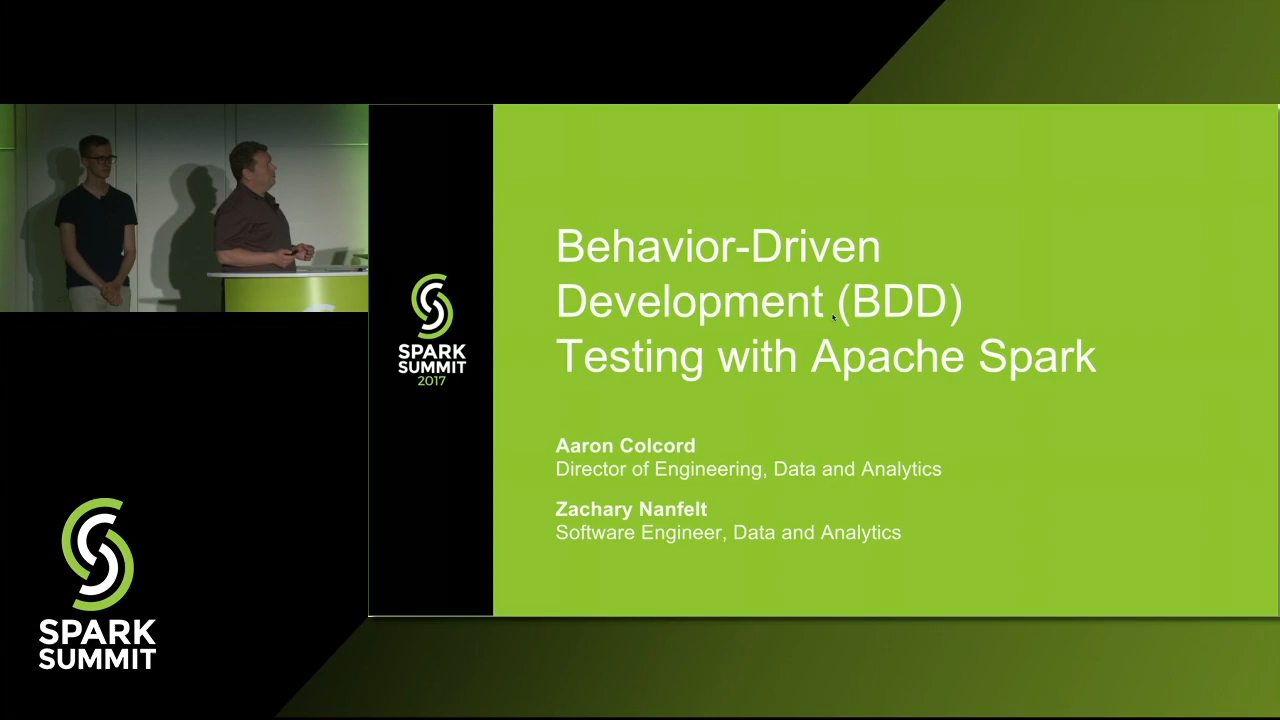 Behavior-Driven
Development (BDD)
Testing with Apache Spark
Aaron Colcord
Director of Engineering, Data and Analytics
Zachary Nanfelt
Software Engineer, Data and Analytics
SPARK
SUMMIT
2017
SPARK
SUMMIT